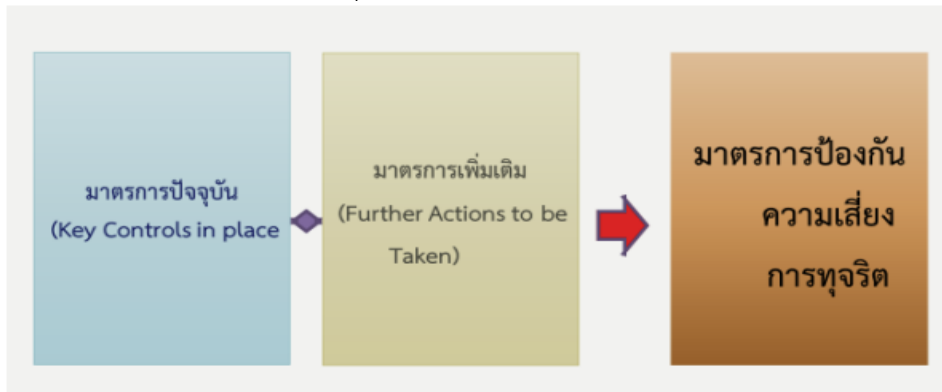 มาตรการปัจจุบัน
(Key Controls in place
มาตรการเพิ่มเติม
(Further Actions to be
Taken)
มาตรการป้องกัน
ความเสี่ยง
การทุจริต